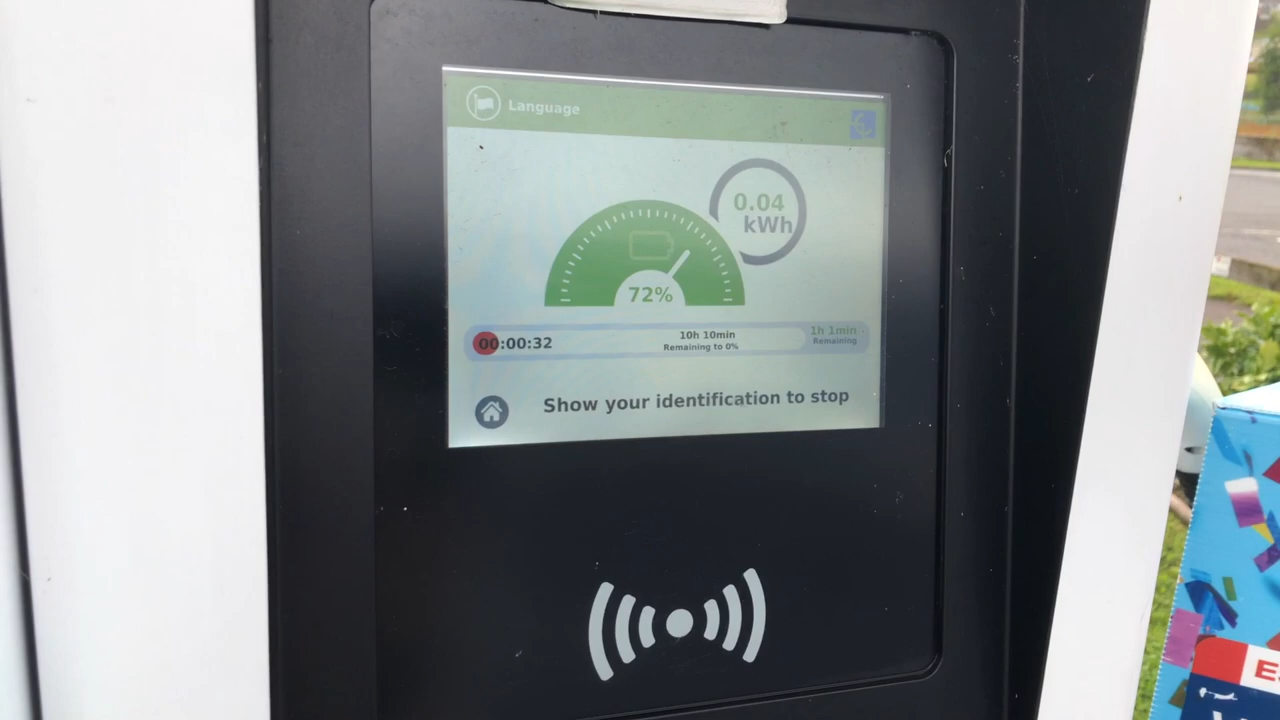 Language
0.04
kWh
72%
00:00:32
10h 10min
Remaining to 0%
1h 1min
Remaining
Show your identification to stop